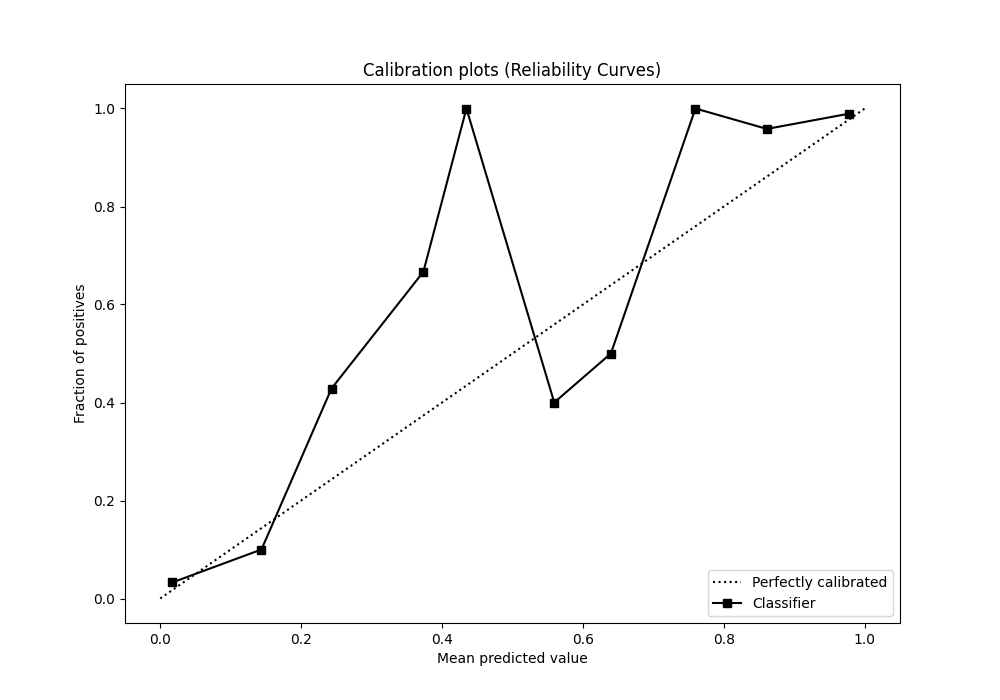 Calibration plots (Reliability Curves)
1.0
0.8
0.6
0.4
0.2
0.0
Fraction of positives
Perfectly calibrated
Classifier
0.0 0.2 0.4 0.6 0.8 1.0
Mean predicted value